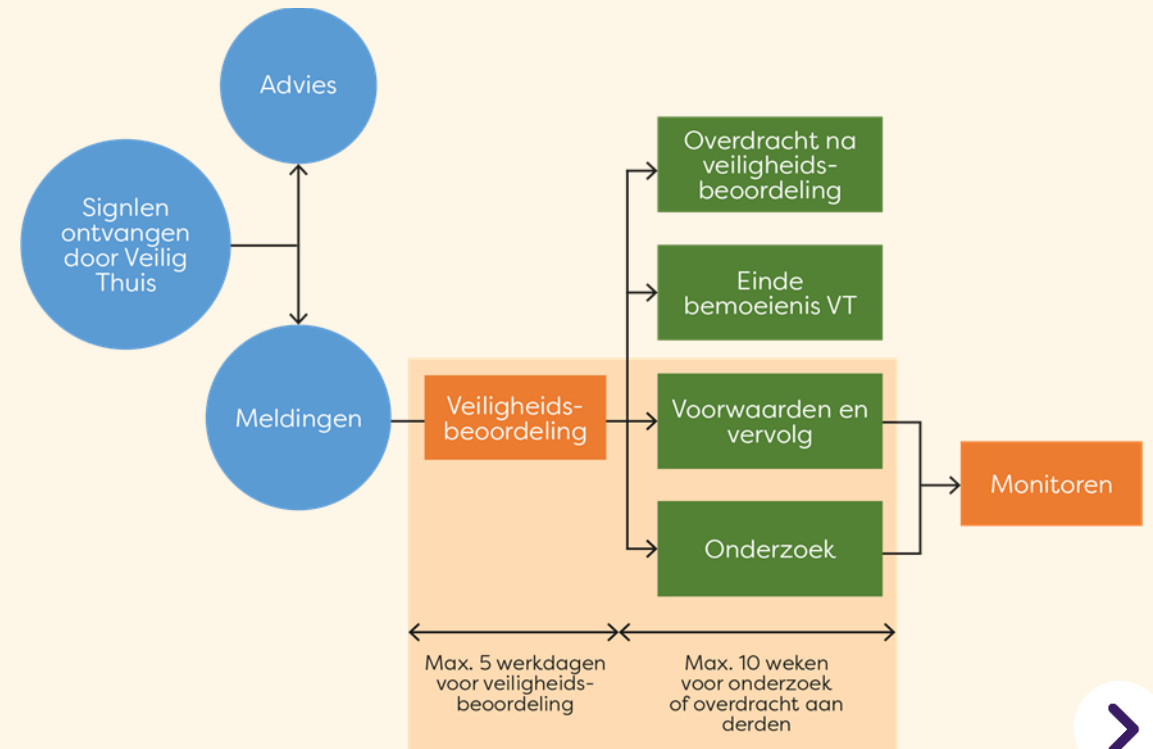 Advies
Signlen
ontvangen
door Veilig
Thuis
Meldingen
Veiligheids-
beoordeling
Overdracht na
veiligheids-
beoordeling
Einde
bemoeienis VT
Voorwaarden en
vervolg
Onderzoek
Monitoren
Max. 5 werkdagen
voor veiligheids-
beoordeling
Max. 10 weken
voor onderzoek
of overdracht aan
derden